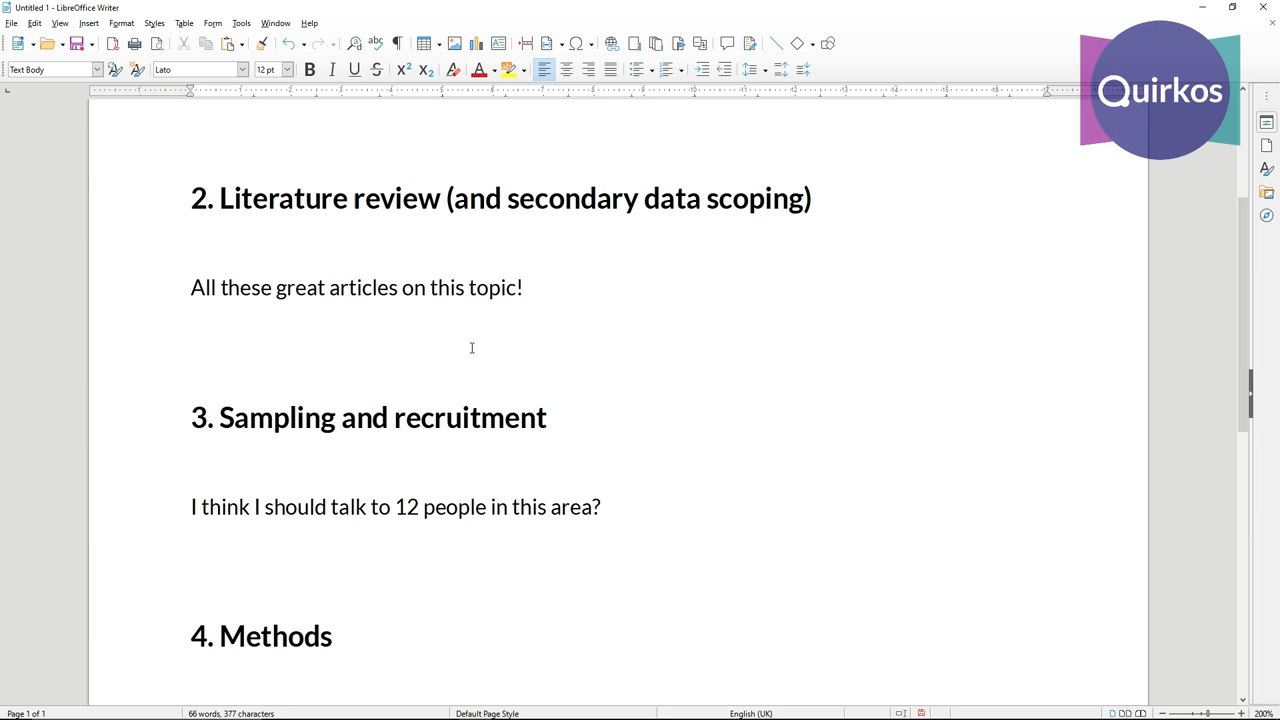 Untitled 1 - LibreOffice Writer
File Edit View Insert Format Styles Table Form Tools Window Help
Text Body Lato 12 pt
Quirkos
2. Literature review (and secondary data scoping)
All these great articles on this topic!
3. Sampling and recruitment
I think I should talk to 12 people in this area?
4. Methods
Page 1 of 1 66 words, 377 characters Default Page Style English (UK) 200%